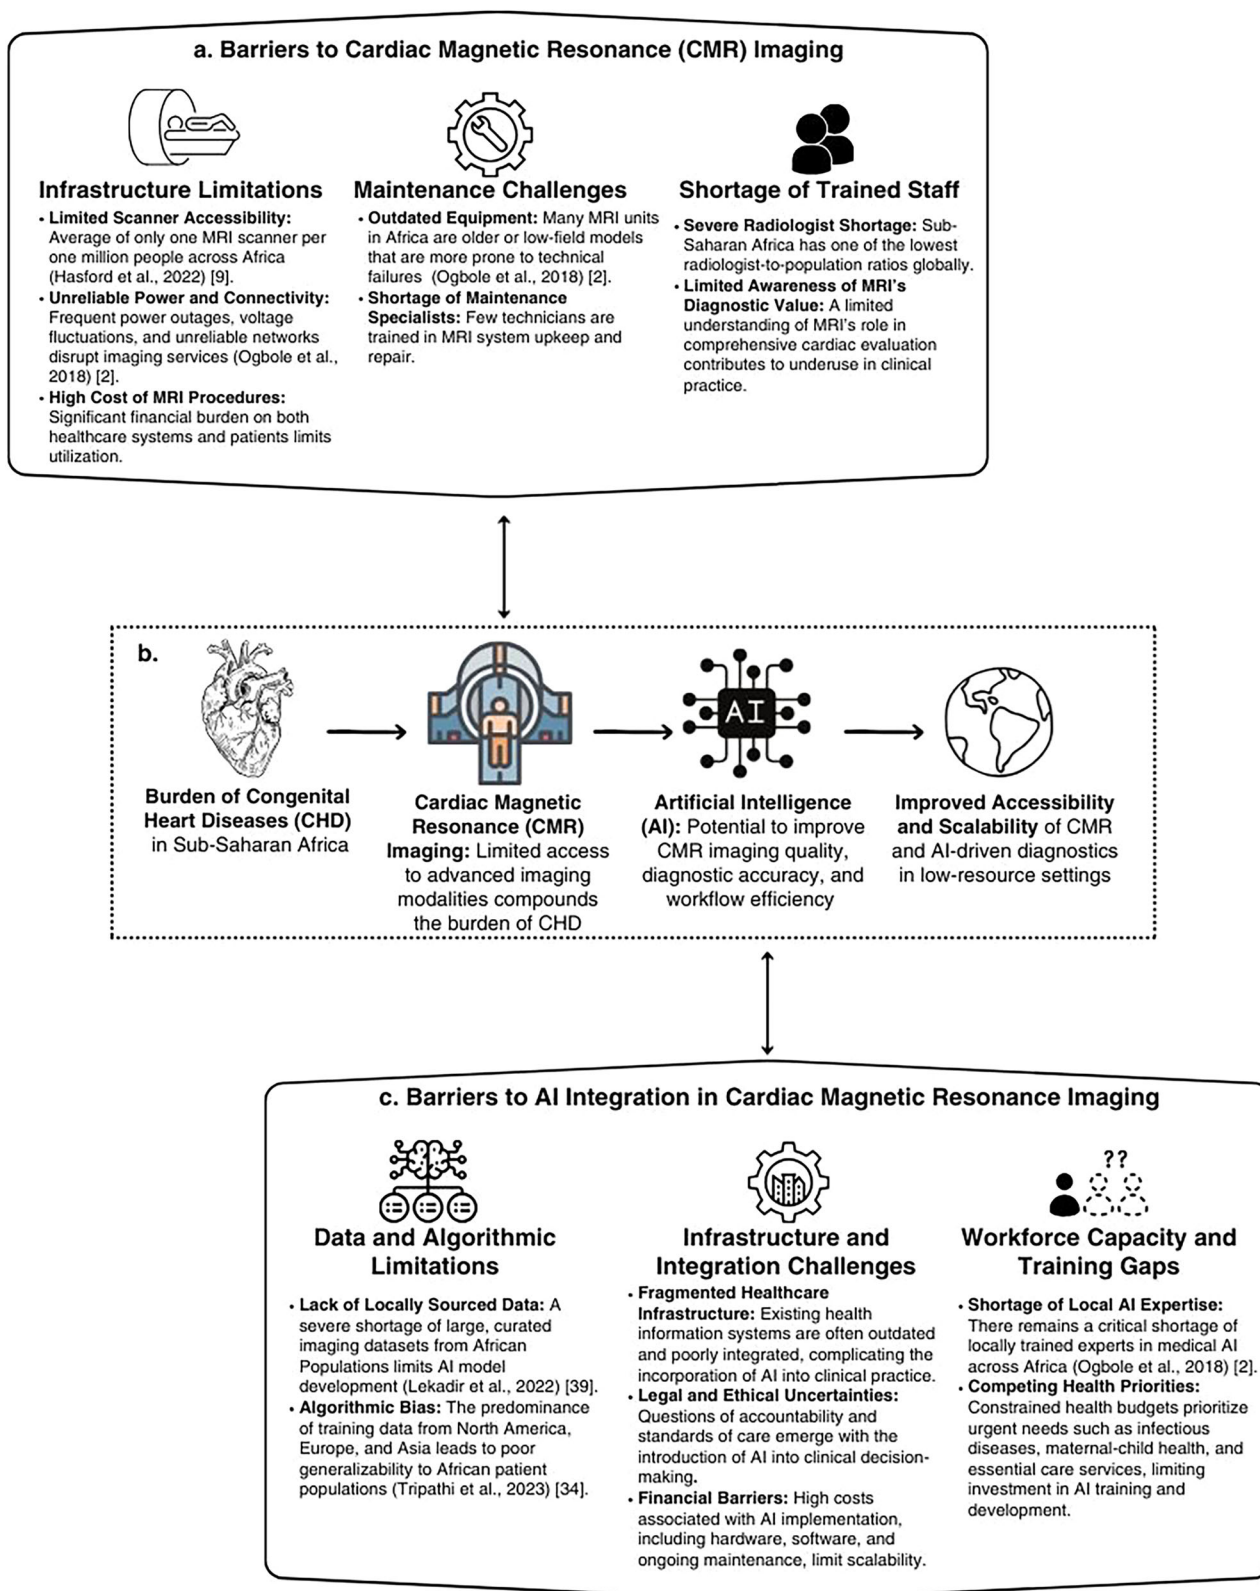 a. Barriers to Cardiac Magnetic Resonance (CMR) Imaging
Infrastructure Limitations
• Limited Scanner Accessibility:
Average of only one MRI scanner per
one million people across Africa
(Hasford et al., 2022) [9].
• Unreliable Power and Connectivity:
Frequent power outages, voltage
fluctuations, and unreliable networks
disrupt imaging services (Ogbole et al.,
2018) [2].
• High Cost of MRI Procedures:
Significant financial burden on both
healthcare systems and patients limits
utilization.
Maintenance Challenges
• Outdated Equipment: Many MRI units
in Africa are older or low-field models
that are more prone to technical
failures (Ogbole et al., 2018) [2].
• Shortage of Maintenance
Specialists: Few technicians are
trained in MRI system upkeep and
repair.
Shortage of Trained Staff
• Severe Radiologist Shortage: Sub-
Saharan Africa has one of the lowest
radiologist-to-population ratios globally.
• Limited Awareness of MRI's
Diagnostic Value: A limited
understanding of MRI's role in
comprehensive cardiac evaluation
contributes to underuse in clinical
practice.
b.
Burden of Congenital
Heart Diseases (CHD)
in Sub-Saharan Africa
Cardiac Magnetic
Resonance (CMR)
Imaging: Limited access
to advanced imaging
modalities compounds
the burden of CHD
AI
Artificial Intelligence
(AI): Potential to improve
CMR imaging quality,
diagnostic accuracy, and
workflow efficiency
Improved Accessibility
and Scalability of CMR
and AI-driven diagnostics
in low-resource settings
c. Barriers to AI Integration in Cardiac Magnetic Resonance Imaging
Data and Algorithmic
Limitations
• Lack of Locally Sourced Data: A
severe shortage of large, curated
imaging datasets from African
Populations limits AI model
development (Lekadir et al., 2022) [39].
• Algorithmic Bias: The predominance
of training data from North America,
Europe, and Asia leads to poor
generalizability to African patient
populations (Tripathi et al., 2023) [34].
Infrastructure and
Integration Challenges
• Fragmented Healthcare
Infrastructure: Existing health
information systems are often outdated
and poorly integrated, complicating the
incorporation of AI into clinical practice.
• Legal and Ethical Uncertainties:
Questions of accountability and
standards of care emerge with the
introduction of AI into clinical decision-
making.
• Financial Barriers: High costs
associated with AI implementation,
including hardware, software, and
ongoing maintenance, limit scalability.
??
Workforce Capacity and
Training Gaps
• Shortage of Local AI Expertise:
There remains a critical shortage of
locally trained experts in medical AI
across Africa (Ogbole et al., 2018) [2].
• Competing Health Priorities:
Constrained health budgets prioritize
urgent needs such as infectious
diseases, maternal-child health, and
essential care services, limiting
investment in AI training and
development.